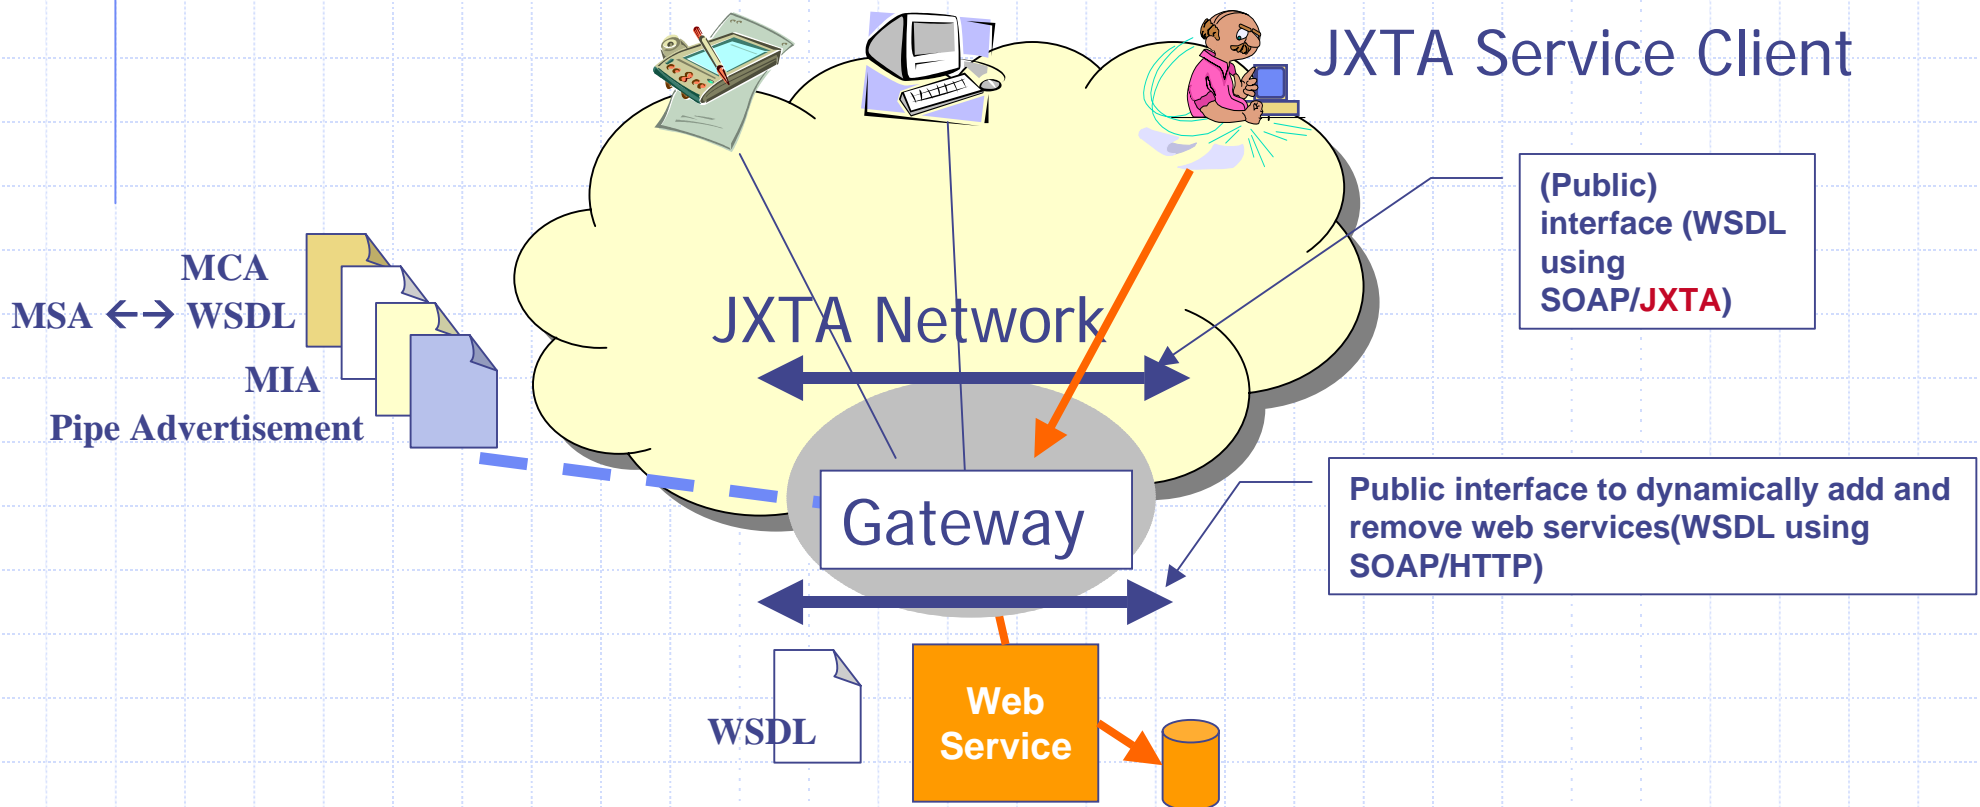 JXTA Service Client
(Public)
interface (WSDL
using
SOAP/JXTA)
MCA
MSA ←→ WSDL
MIA
Pipe Advertisement
JXTA Network
Gateway
Public interface to dynamically add and
remove web services(WSDL using
SOAP/HTTP)
WSDL
Web
Service